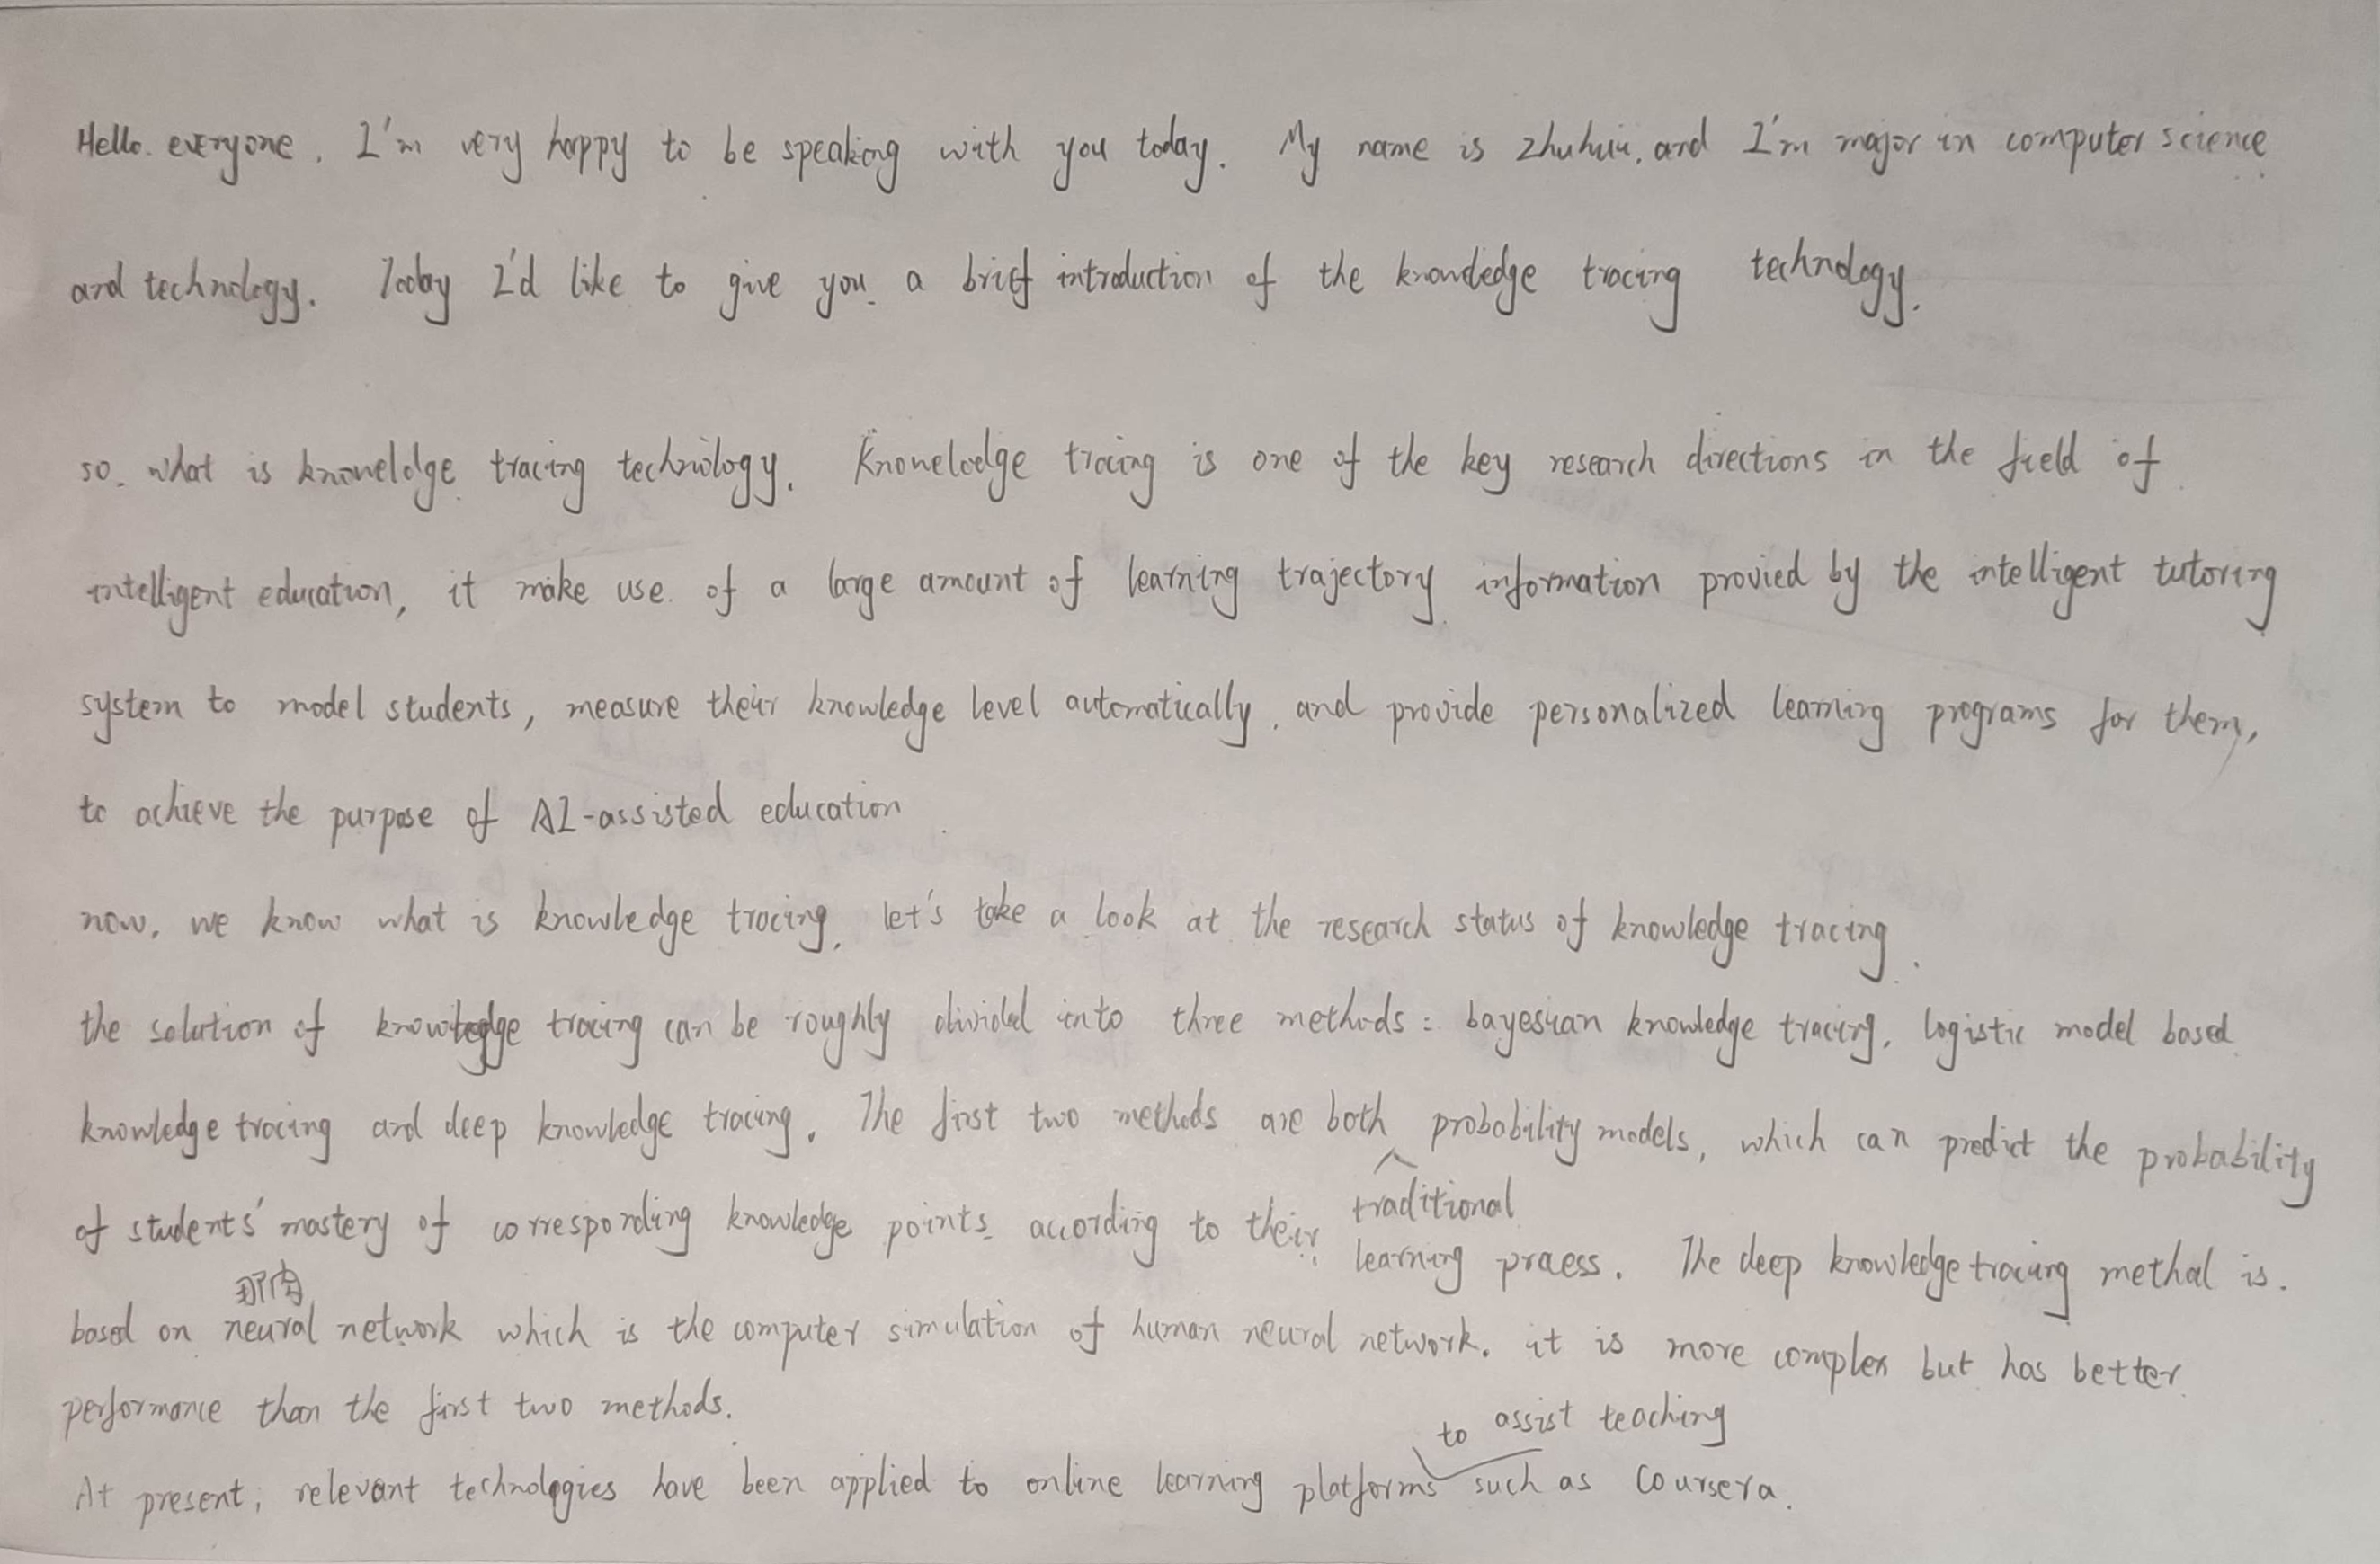 Hello. everyone. I'm very happy to be speaking with you today. My name is zhuhui, and I'm major in computer science
and technology. Today I'd like to give you a brief introduction of the knowledge tracing technology.
so. what is knoweldge tracing technology. Knowelodge tracing is one of the key research directions in the field of
intelligent education, it make use of a large amount of learning trajectory information provied by the intelligent tutoring
system to model students, measure their knowledge level automatically, and provide personalized learning programs for them,
to achieve the purpose of AI-assisted education
now, we know what is knowledge tracing, let's take a look at the research status of knowledge tracing.
the solution of knowledge tracing can be roughly divided into three methods: bayesian knowledge tracing, logistic model based
knowledge tracing and deep knowledge tracing. The first two methods are both probability models, which can predict the probability
traditional
of students' mastery of corresponding knowledge points according to their learning process. The deep knowledge tracing methal is.
那肉
based on neural network which is the computer simulation of human neural network. it is more complex but has better
performance than the first two methods.
to assist teaching
At present, relevant technologies have been applied to online learning platforms such as Coursera.